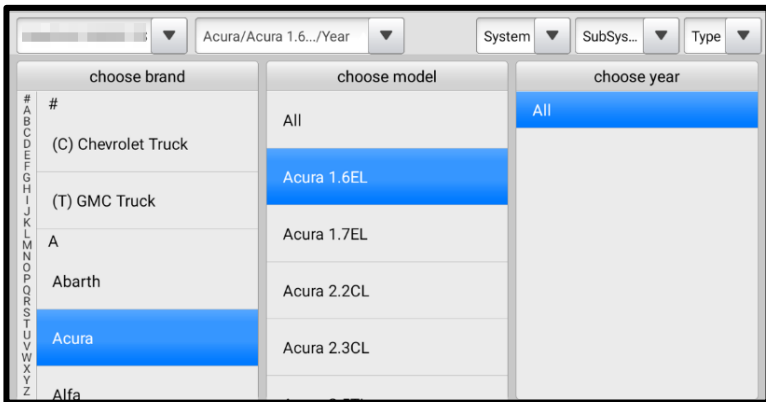 Acura/Acura 1.6.../Year
System
SubSys...
Type
choose brand
#
A
B
C
D
E
F
G
H
I
J
K
L
M
N
O
P
Q
R
S
T
U
V
W
X
Y
Z
#
(C) Chevrolet Truck
(T) GMC Truck
A
Abarth
Acura
Alfa
choose model
All
Acura 1.6EL
Acura 1.7EL
Acura 2.2CL
Acura 2.3CL
choose year
All